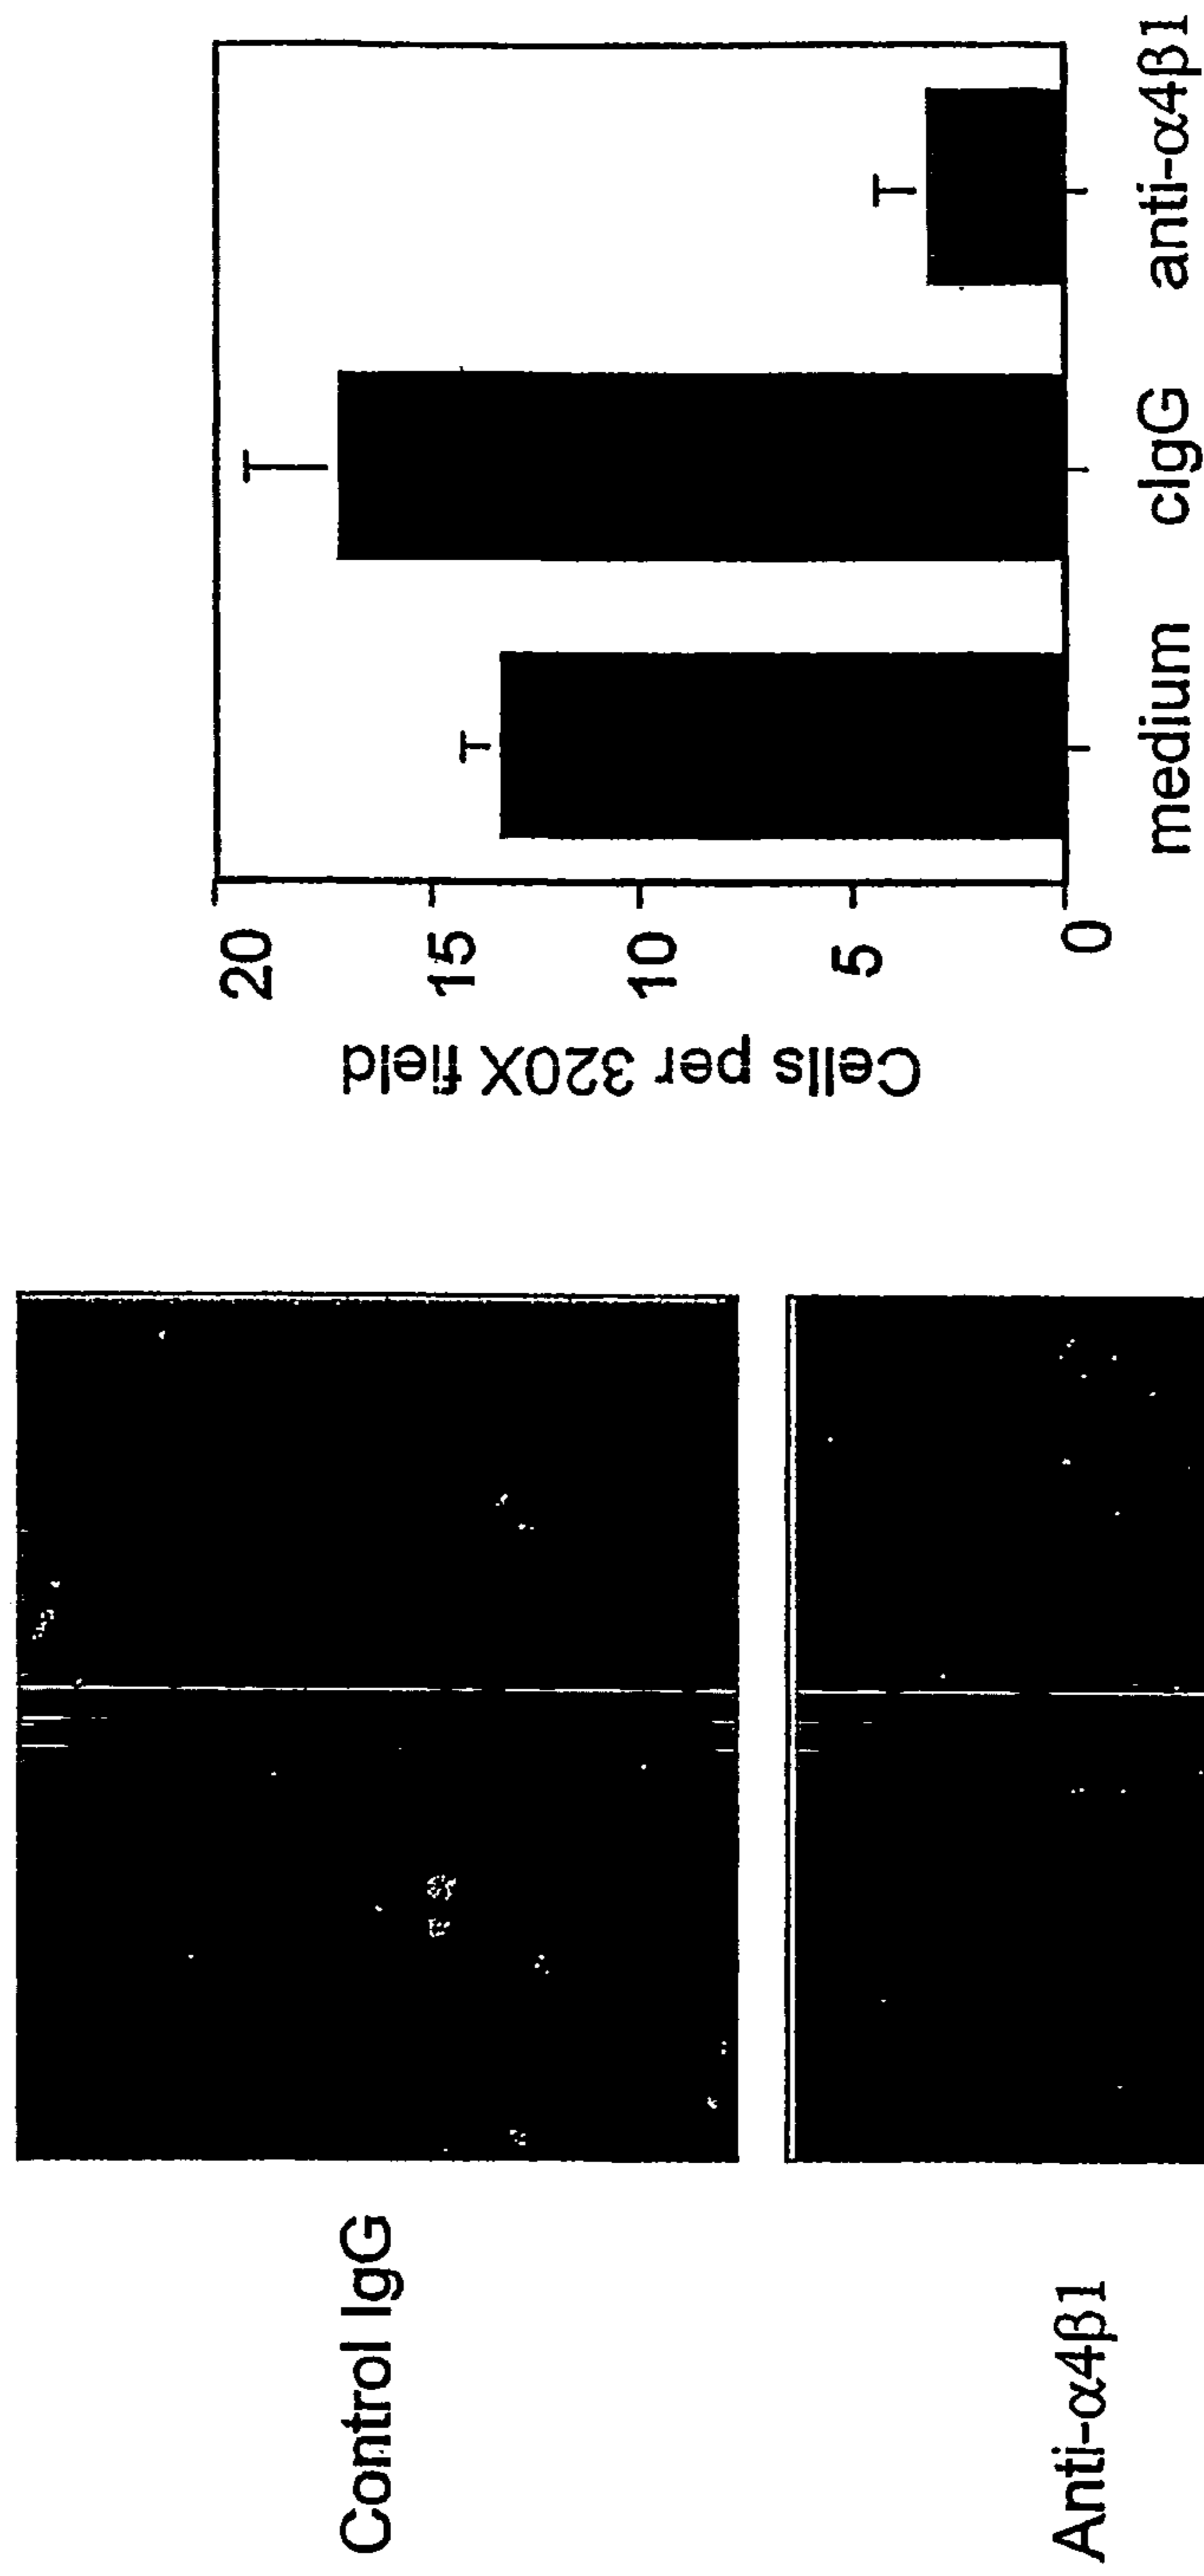 Control IgG
Anti-α4β1
Cells per 320X field
20
15
10
5
0
medium cIgG anti-α4β1